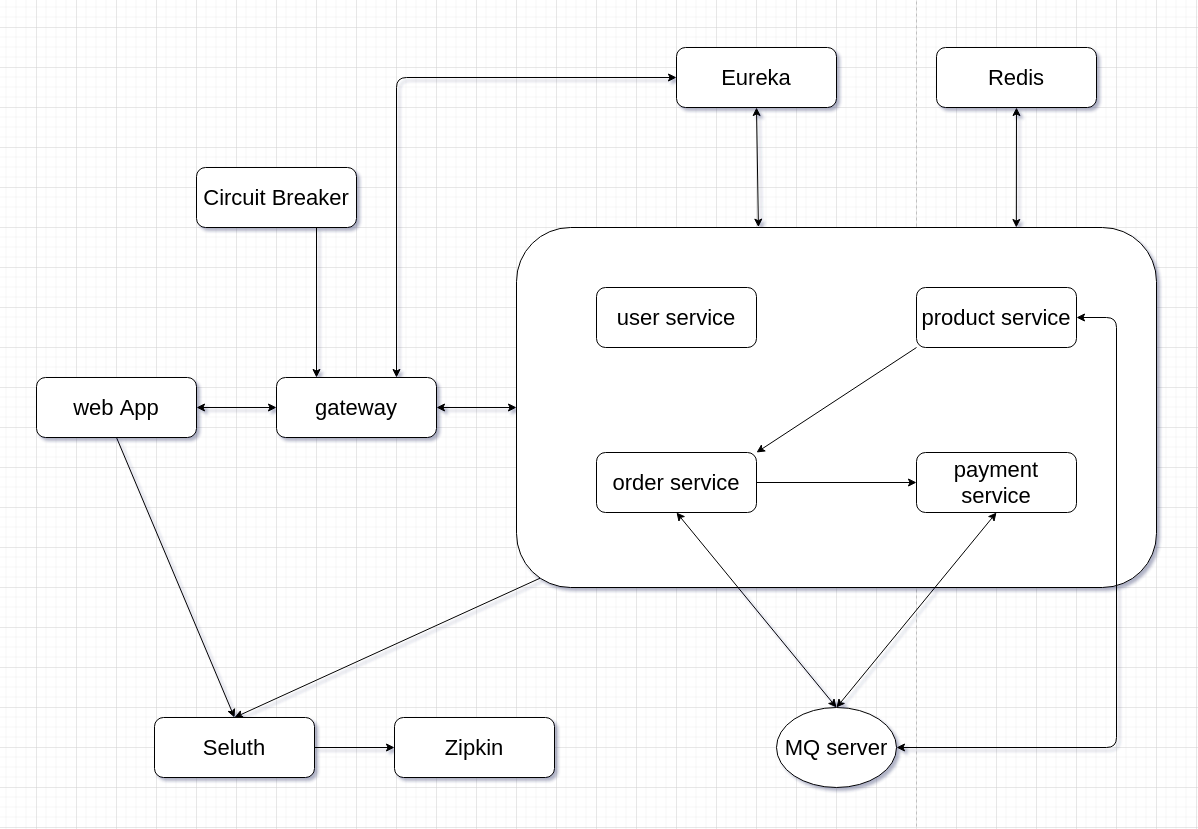 Eureka
Redis
Circuit Breaker
user service
product service
web App
gateway
order service
payment
service
Seluth
Zipkin
MQ server